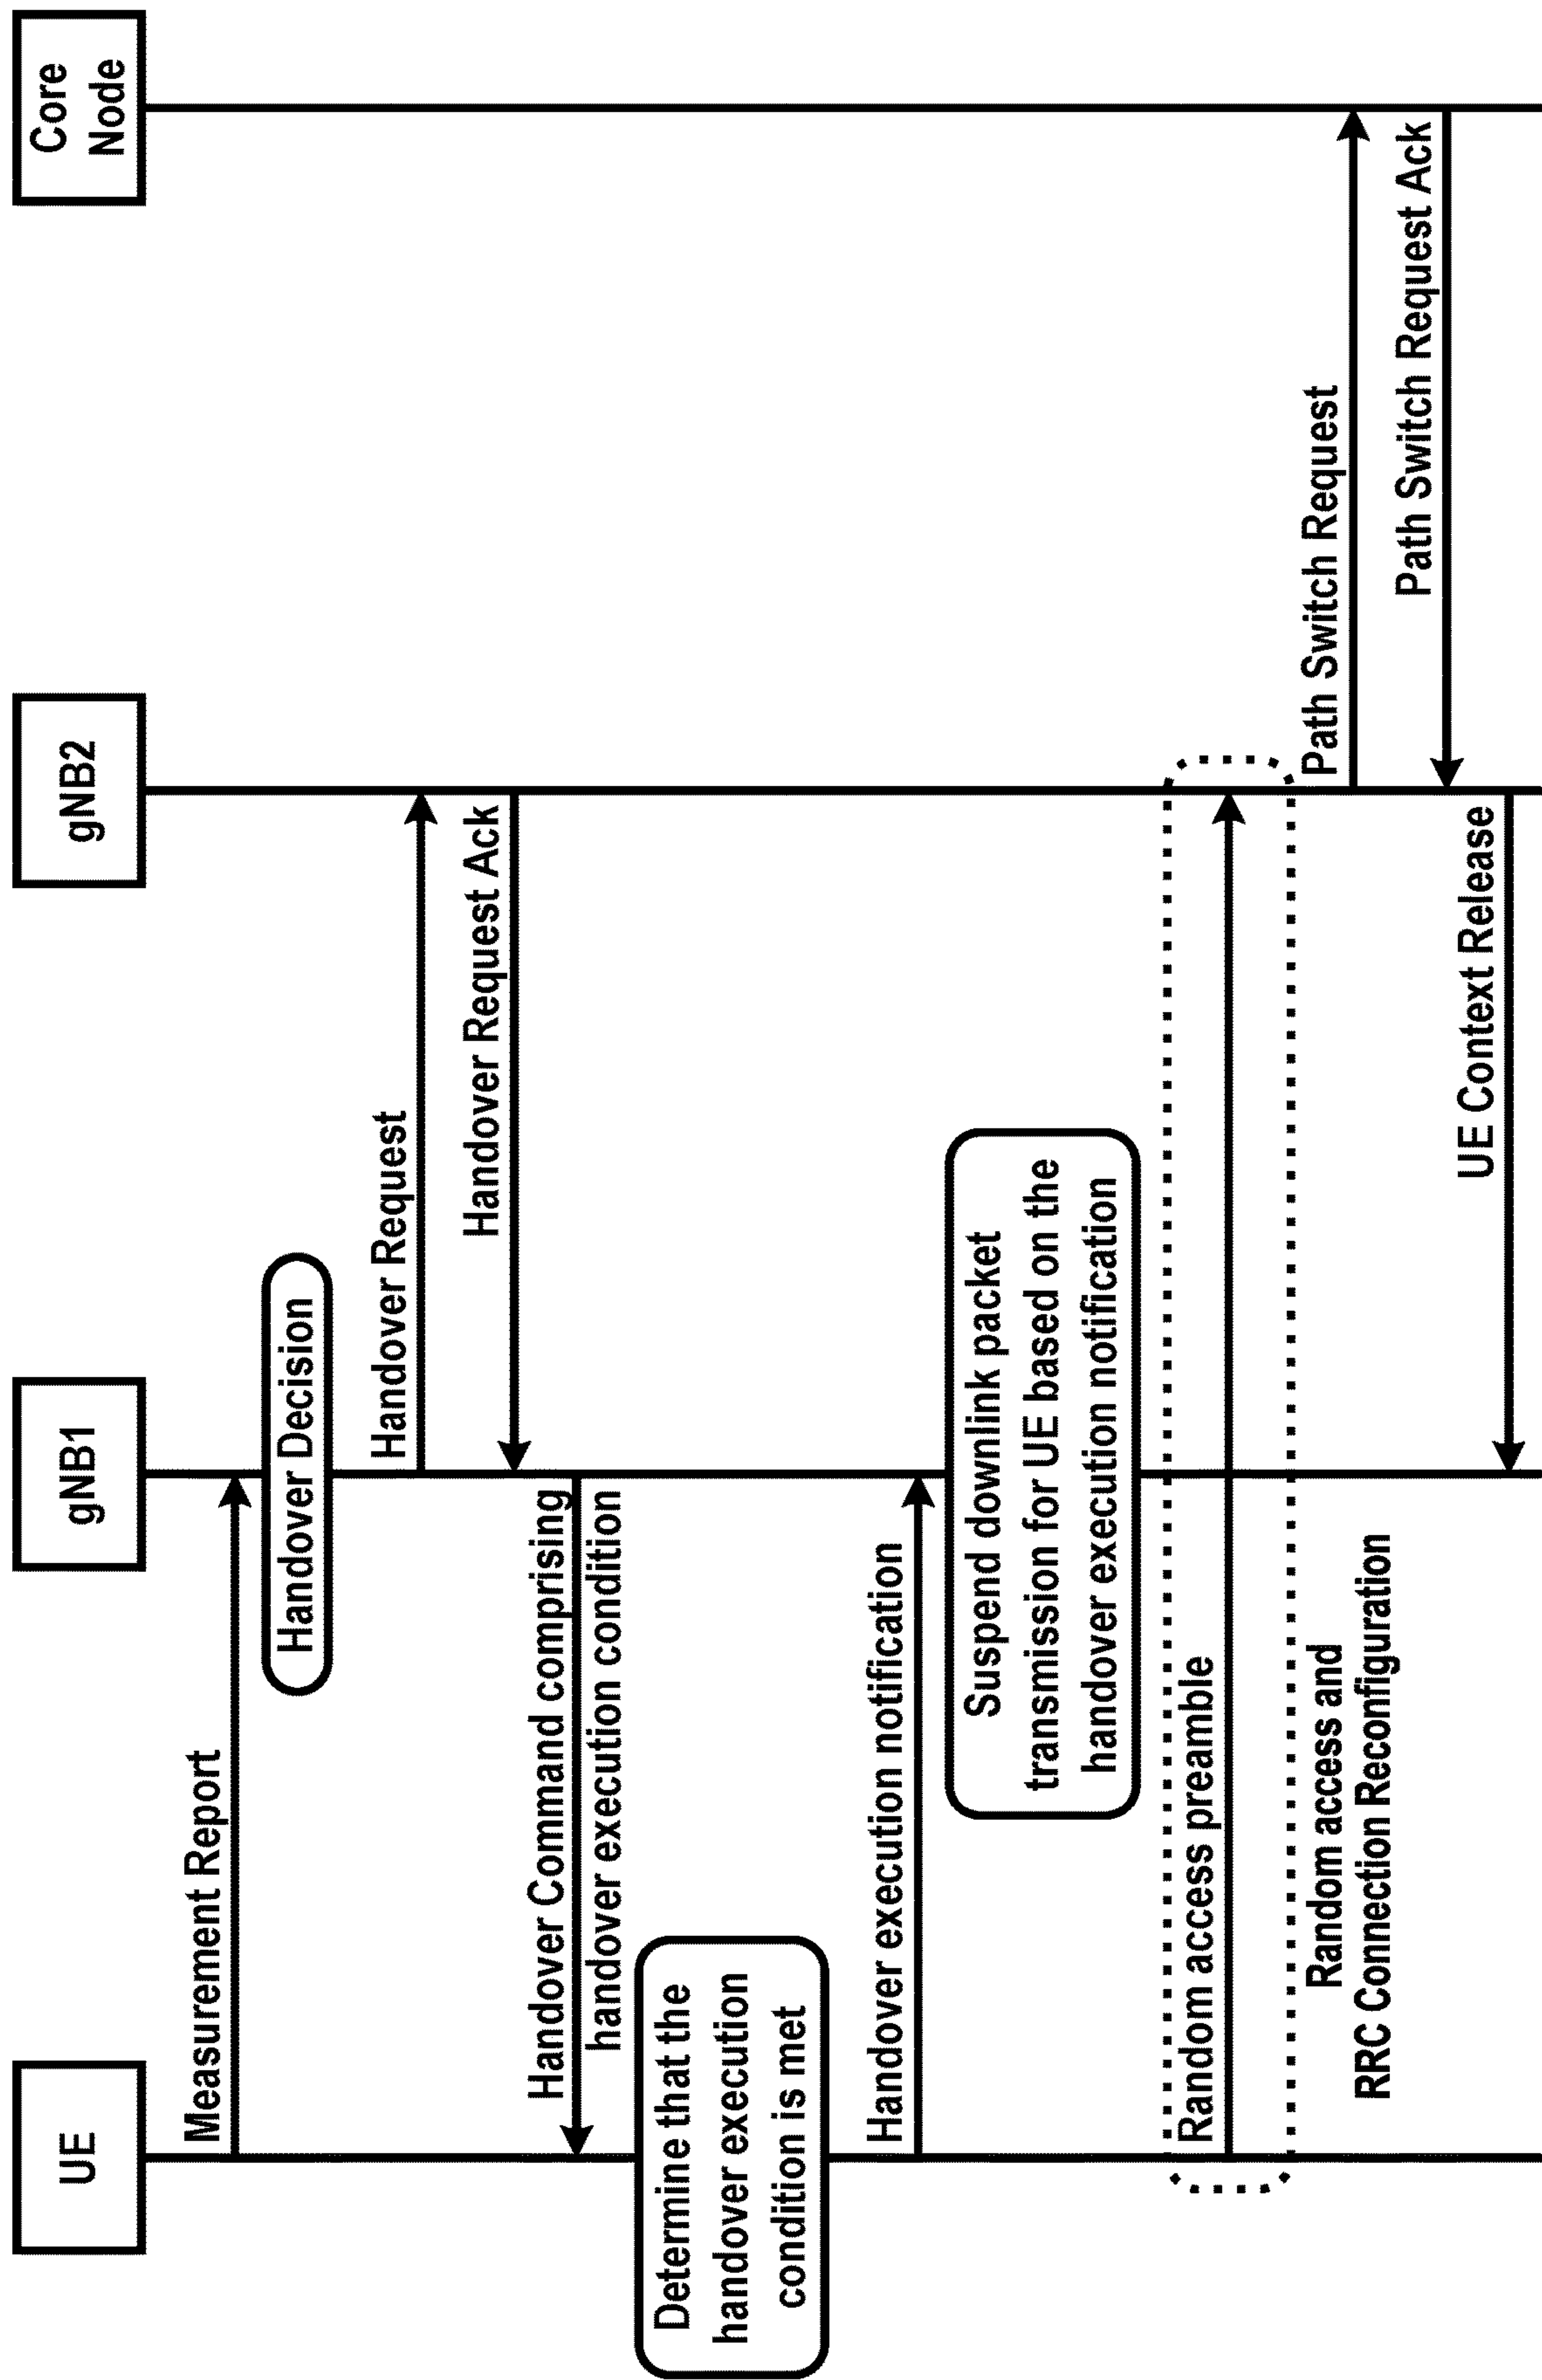 UE
gNB1
gNB2
Core
Node
Measurement Report
Handover Decision
Handover Request
Handover Request Ack
Handover Command comprising
handover execution condition
Determine that the
handover execution
condition is met
Handover execution notification
Suspend downlink packet
transmission for UE based on the
handover execution notification
Random access preamble
Random access and
RRC Connection Reconfiguration
Path Switch Request
Path Switch Request Ack
UE Context Release